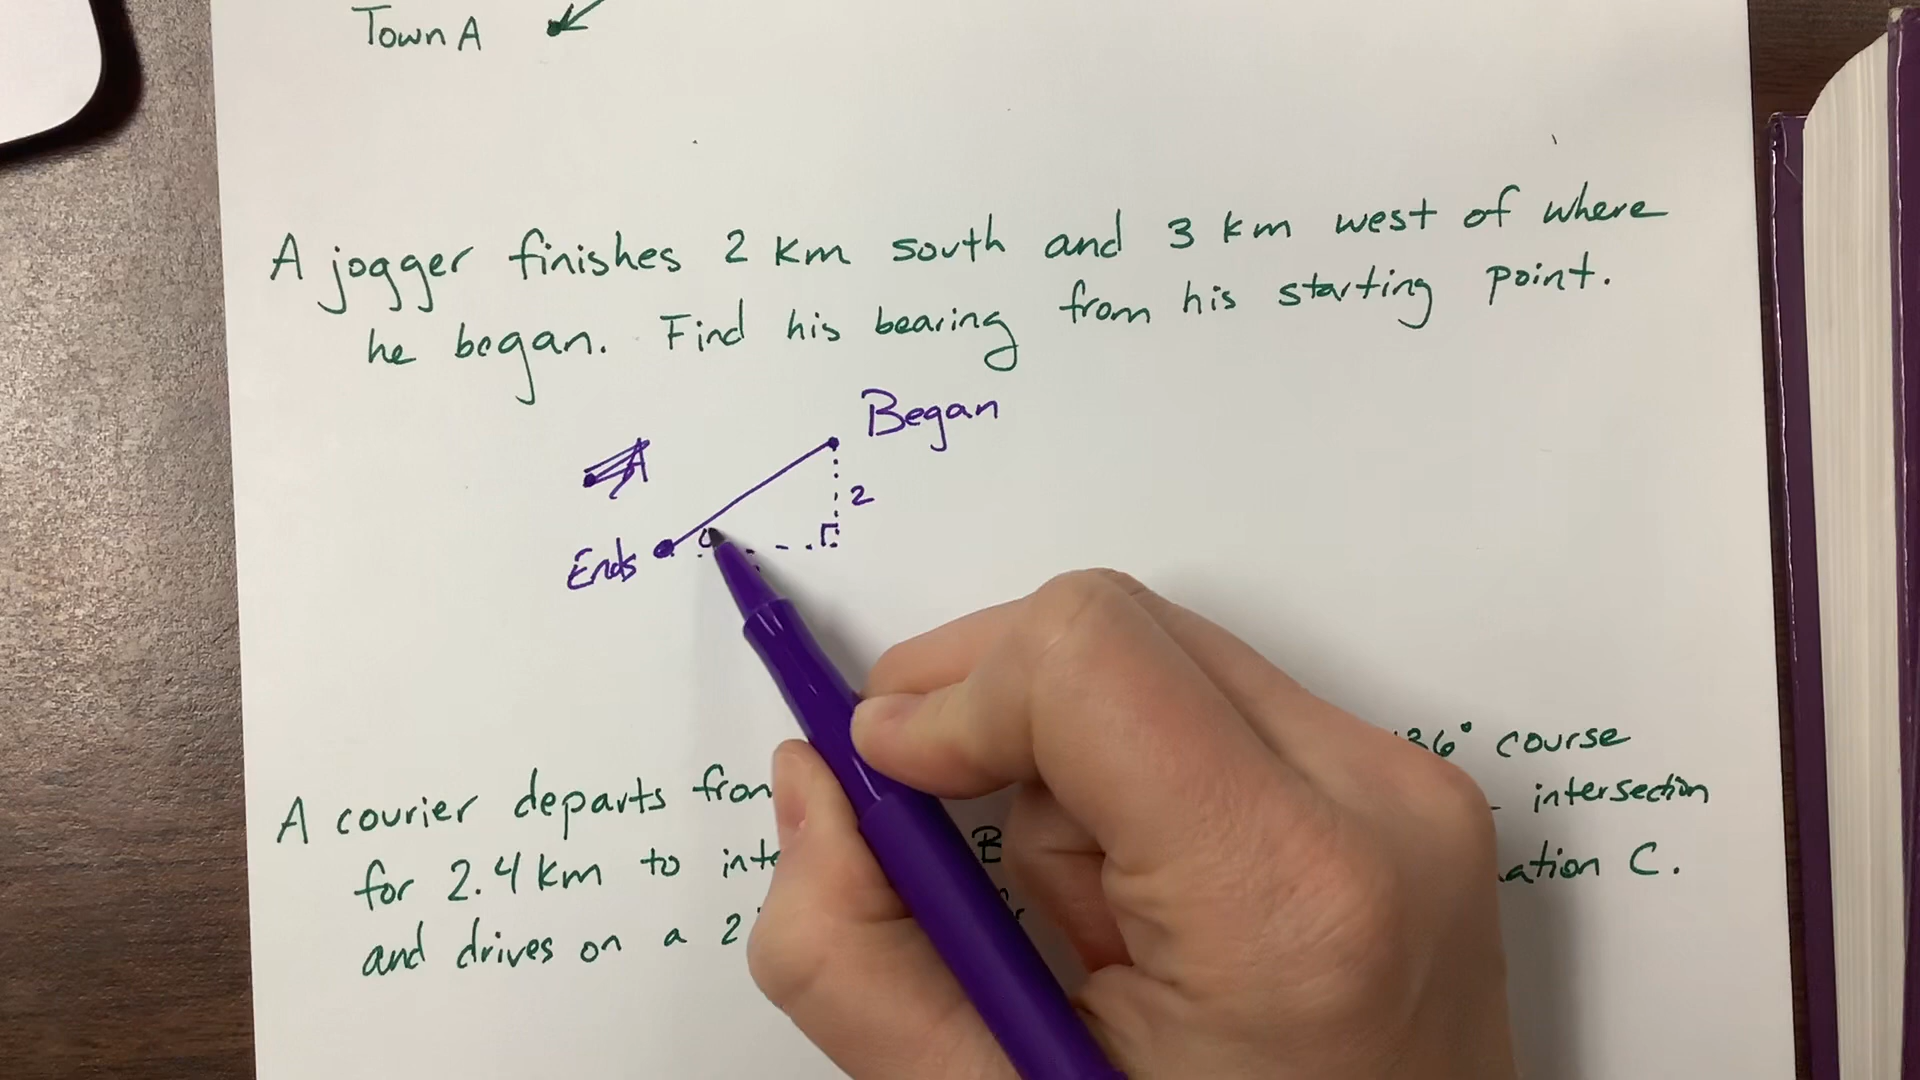 Town A
A jogger finishes 2 km south and 3 km west of where
he began. Find his bearing from his starting point.
Began
2
Ends
A courier departs from 36° course
intersection
for 2.4 km to B C.
and drives on a 2